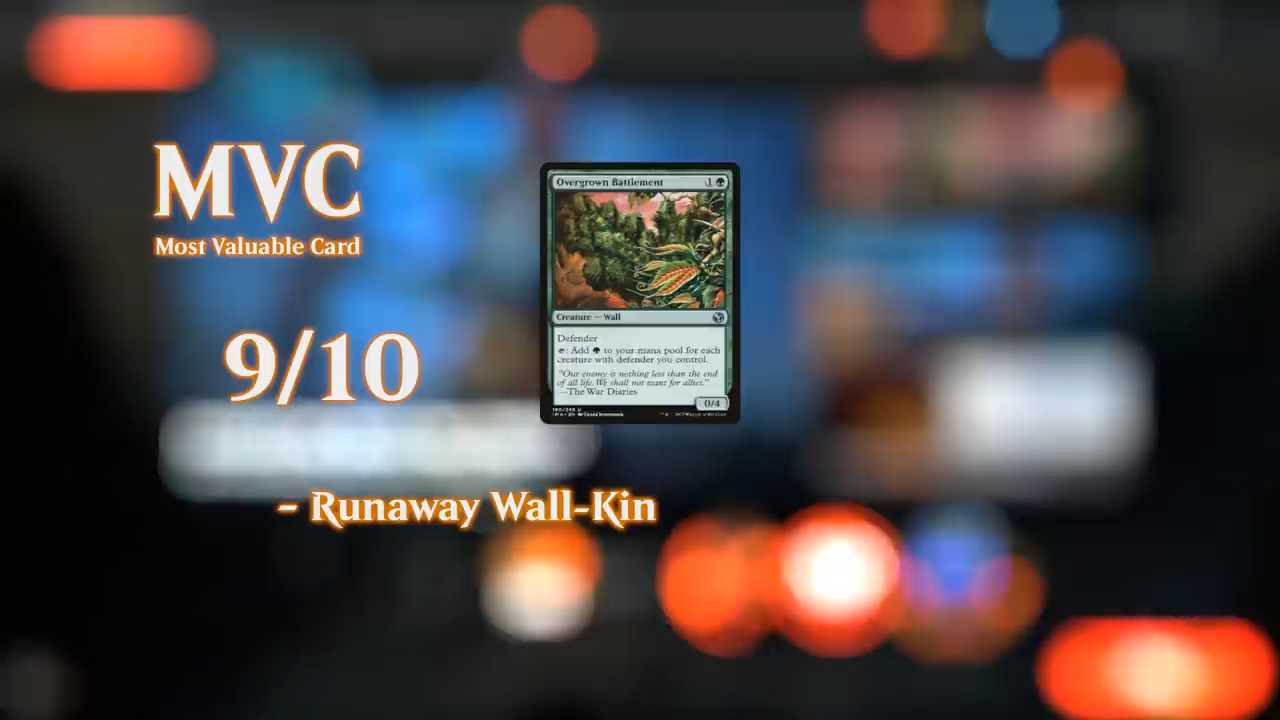 MVC
Most Valuable Card
9/10
- Runaway Wall-Kin
Overgrown Battlement 1
Creature — Wall
Defender
: Add to your mana pool for each
creature with defender you control.
"Our enemy is nothing less than the end
of all life. We shall not want for allies."
—The War Diaries
0/4